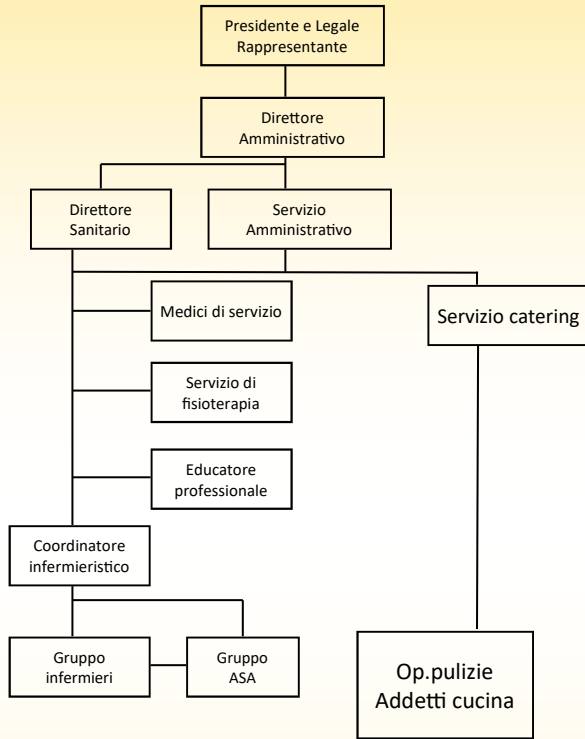 Presidente e Legale
Rappresentante
Direttore
Amministrativo
Direttore
Sanitario
Servizio
Amministrativo
Medici di servizio
Servizio catering
Servizio di
fisioterapia
Educatore
professionale
Coordinatore
infermieristico
Gruppo
infermieri
Gruppo
ASA
Op.pulizie
Addetti cucina